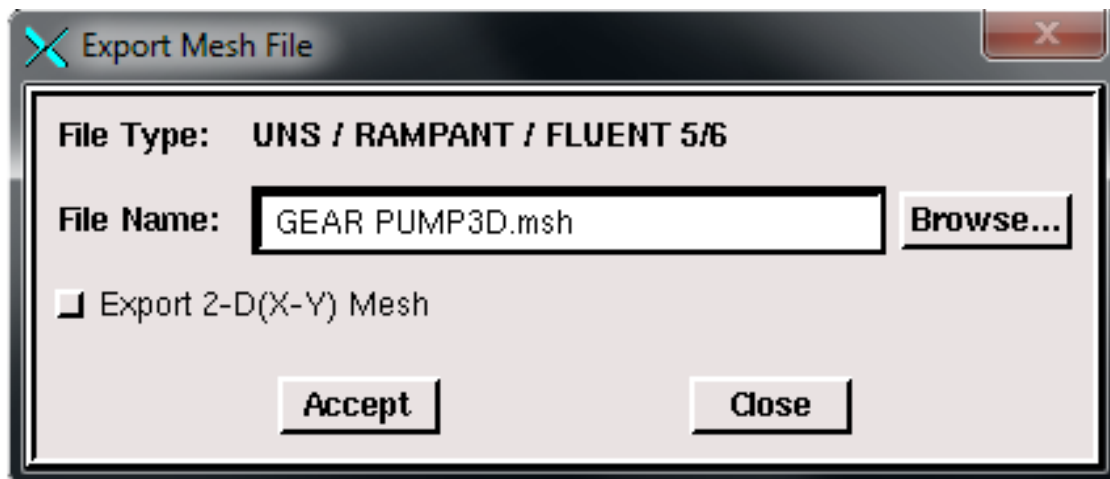 Export Mesh File
File Type: UNS / RAMPANT / FLUENT 5/6
File Name: GEAR PUMP3D.msh Browse...
Export 2-D(X-Y) Mesh
Accept Close